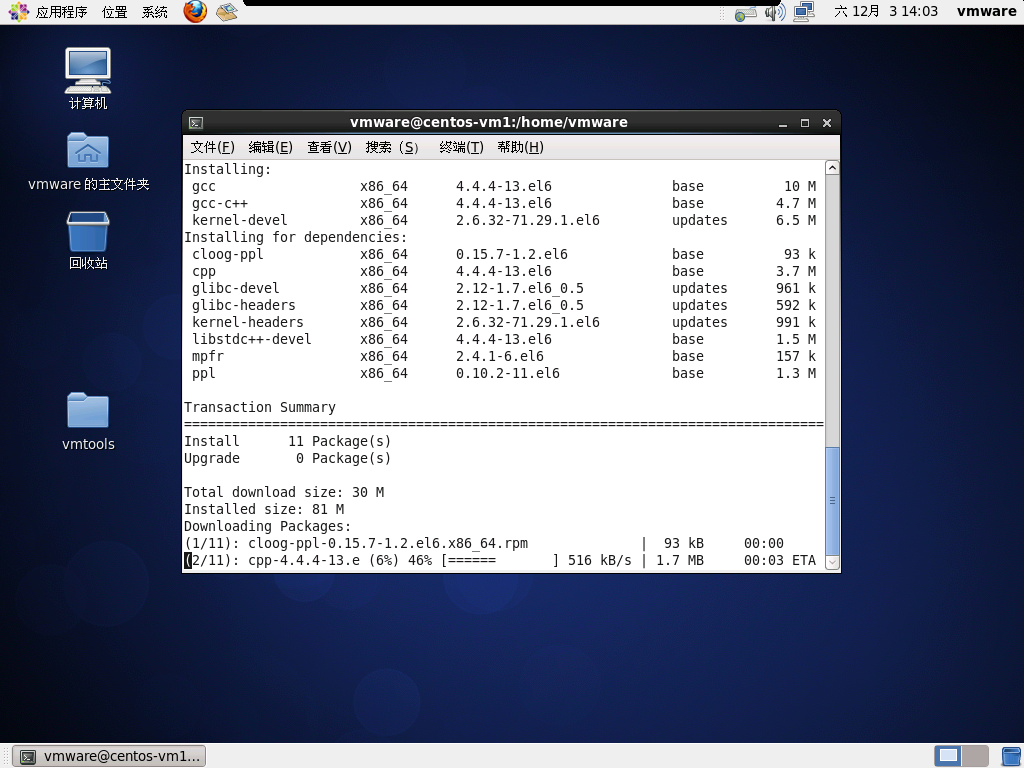 应用程序 位置 系统 六 12月 3 14:03 vmware
计算机
vmware 的主文件夹
回收站
vmtools
vmware@centos-vm1:/home/vmware
文件(F) 编辑(E) 查看(V) 搜索 (S) 终端(T) 帮助(H)
Installing:
gcc x86_64 4.4.4-13.el6 base 10 M
gcc-c++ x86_64 4.4.4-13.el6 base 4.7 M
kernel-devel x86_64 2.6.32-71.29.1.el6 updates 6.5 M
Installing for dependencies:
cloog-ppl x86_64 0.15.7-1.2.el6 base 93 k
cpp x86_64 4.4.4-13.el6 base 3.7 M
glibc-devel x86_64 2.12-1.7.el6_0.5 updates 961 k
glibc-headers x86_64 2.12-1.7.el6_0.5 updates 592 k
kernel-headers x86_64 2.6.32-71.29.1.el6 updates 991 k
libstdc++-devel x86_64 4.4.4-13.el6 base 1.5 M
mpfr x86_64 2.4.1-6.el6 base 157 k
ppl x86_64 0.10.2-11.el6 base 1.3 M
Transaction Summary
================================================================================
Install 11 Package(s)
Upgrade 0 Package(s)
Total download size: 30 M
Installed size: 81 M
Downloading Packages:
(1/11): cloog-ppl-0.15.7-1.2.el6.x86_64.rpm | 93 kB 00:00
(2/11): cpp-4.4.4-13.e (6%) 46% [====== ] 516 kB/s | 1.7 MB 00:03 ETA
vmware@centos-vm1...